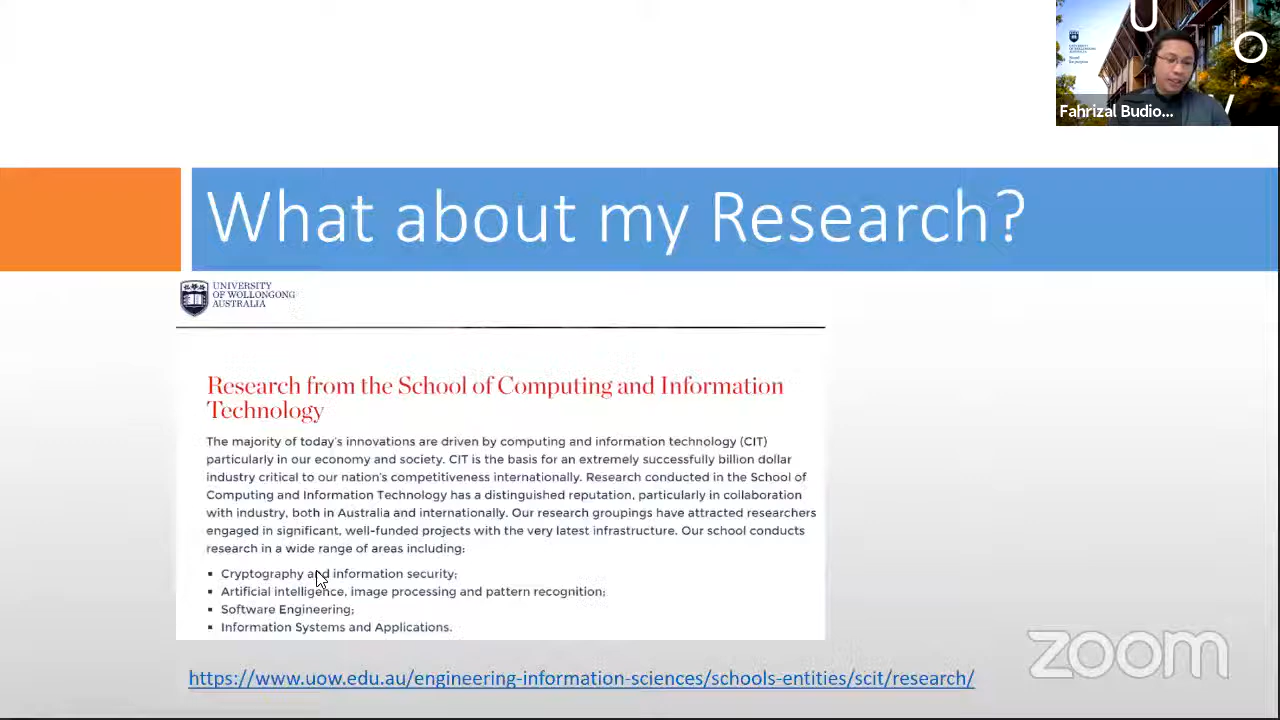 U
O
W
UNIVERSITY
OF WOLLONGONG
AUSTRALIA
Fahrizal Budio...
What about my Research?
UNIVERSITY
OF WOLLONGONG
AUSTRALIA
Research from the School of Computing and Information
Technology
The majority of today's innovations are driven by computing and information technology (CIT)
particularly in our economy and society. CIT is the basis for an extremely successfully billion dollar
industry critical to our nation's competitiveness internationally. Research conducted in the School of
Computing and Information Technology has a distinguished reputation, particularly in collaboration
with industry, both in Australia and internationally. Our research groupings have attracted researchers
engaged in significant, well-funded projects with the very latest infrastructure. Our school conducts
research in a wide range of areas including:
▪ Cryptography and information security;
▪ Artificial intelligence, image processing and pattern recognition;
▪ Software Engineering;
▪ Information Systems and Applications.
https://www.uow.edu.au/engineering-information-sciences/schools-entities/scit/research/
zoom